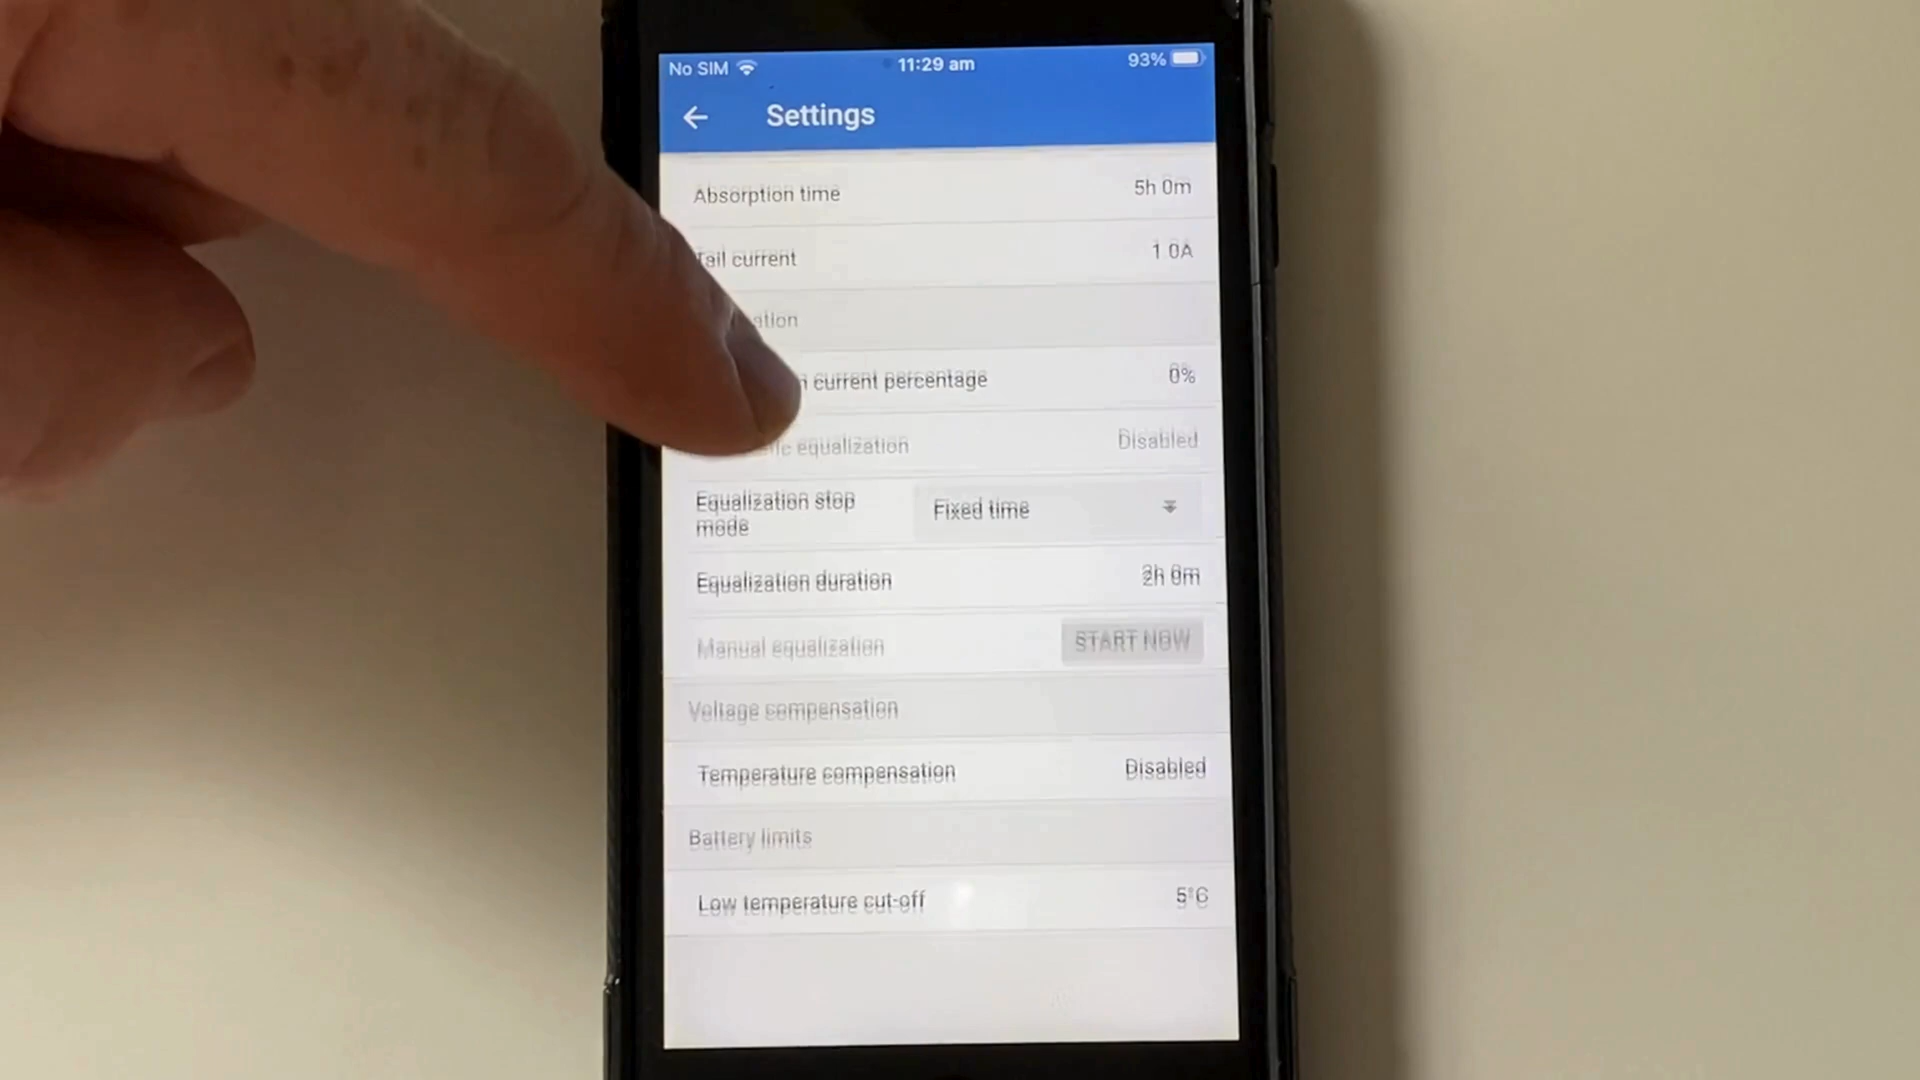 No SIM 11:29 am 93%
Settings
Absorption time 5h 0m
Tail current 1.0A
current percentage 0%
equalization Disabled
Equalization stop
mode
Fixed time
Equalization duration 2h 0m
Manual equalization START NOW
Voltage compensation
Temperature compensation Disabled
Battery limits
Low temperature cut-off 5°C